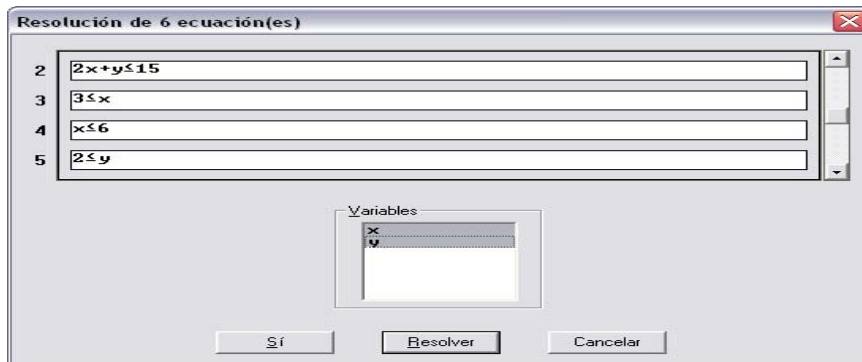 Resolución de 6 ecuación(es)
2 2x+y≤15
3 3≤x
4 x≤6
5 2≤y
Variables
x
y
Sí
Resolver
Cancelar